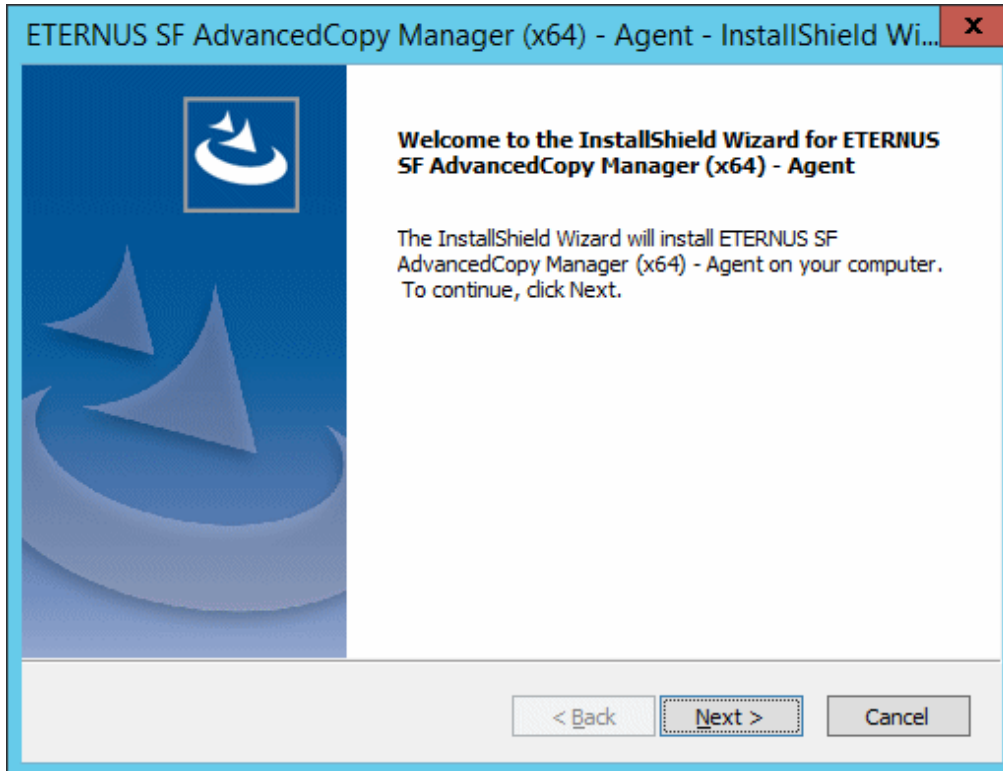 ETERNUS SF AdvancedCopy Manager (x64) - Agent - InstallShield Wi...
x
Welcome to the InstallShield Wizard for ETERNUS
SF AdvancedCopy Manager (x64) - Agent
The InstallShield Wizard will install ETERNUS SF
AdvancedCopy Manager (x64) - Agent on your computer.
To continue, click Next.
< Back
Next >
Cancel